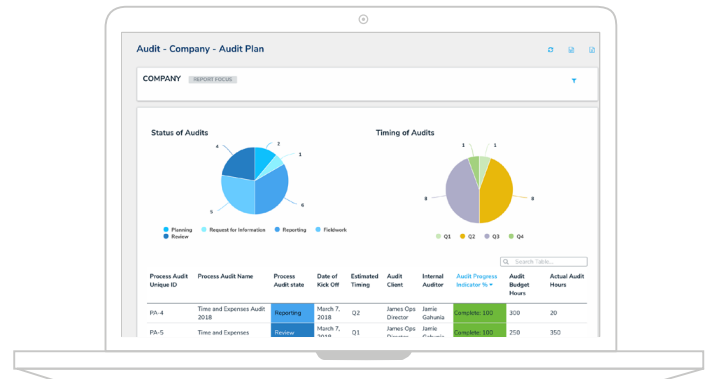 Audit - Company - Audit Plan
COMPANY REPORT FOCUS
Status of Audits
Timing of Audits
4
2
1
6
5
1
1
8
8
Planning Request for Information Reporting Fieldwork
Review
Q1 Q2 Q3 Q4
Search Table...
Process Audit Unique ID
Process Audit Name
Process Audit state
Date of Kick Off
Estimated Timing
Audit Client
Internal Auditor
Audit Progress Indicator %
Audit Budget Hours
Actual Audit Hours
PA-4
Time and Expenses Audit 2018
Reporting
March 7, 2018
Q2
James Ops Director
Jamie Gahunia
Complete: 100
300
20
PA-5
Time and Expenses
Review
March 7, 2018
Q1
James Ops Director
Jamie Gahunia
Complete: 100
250
350